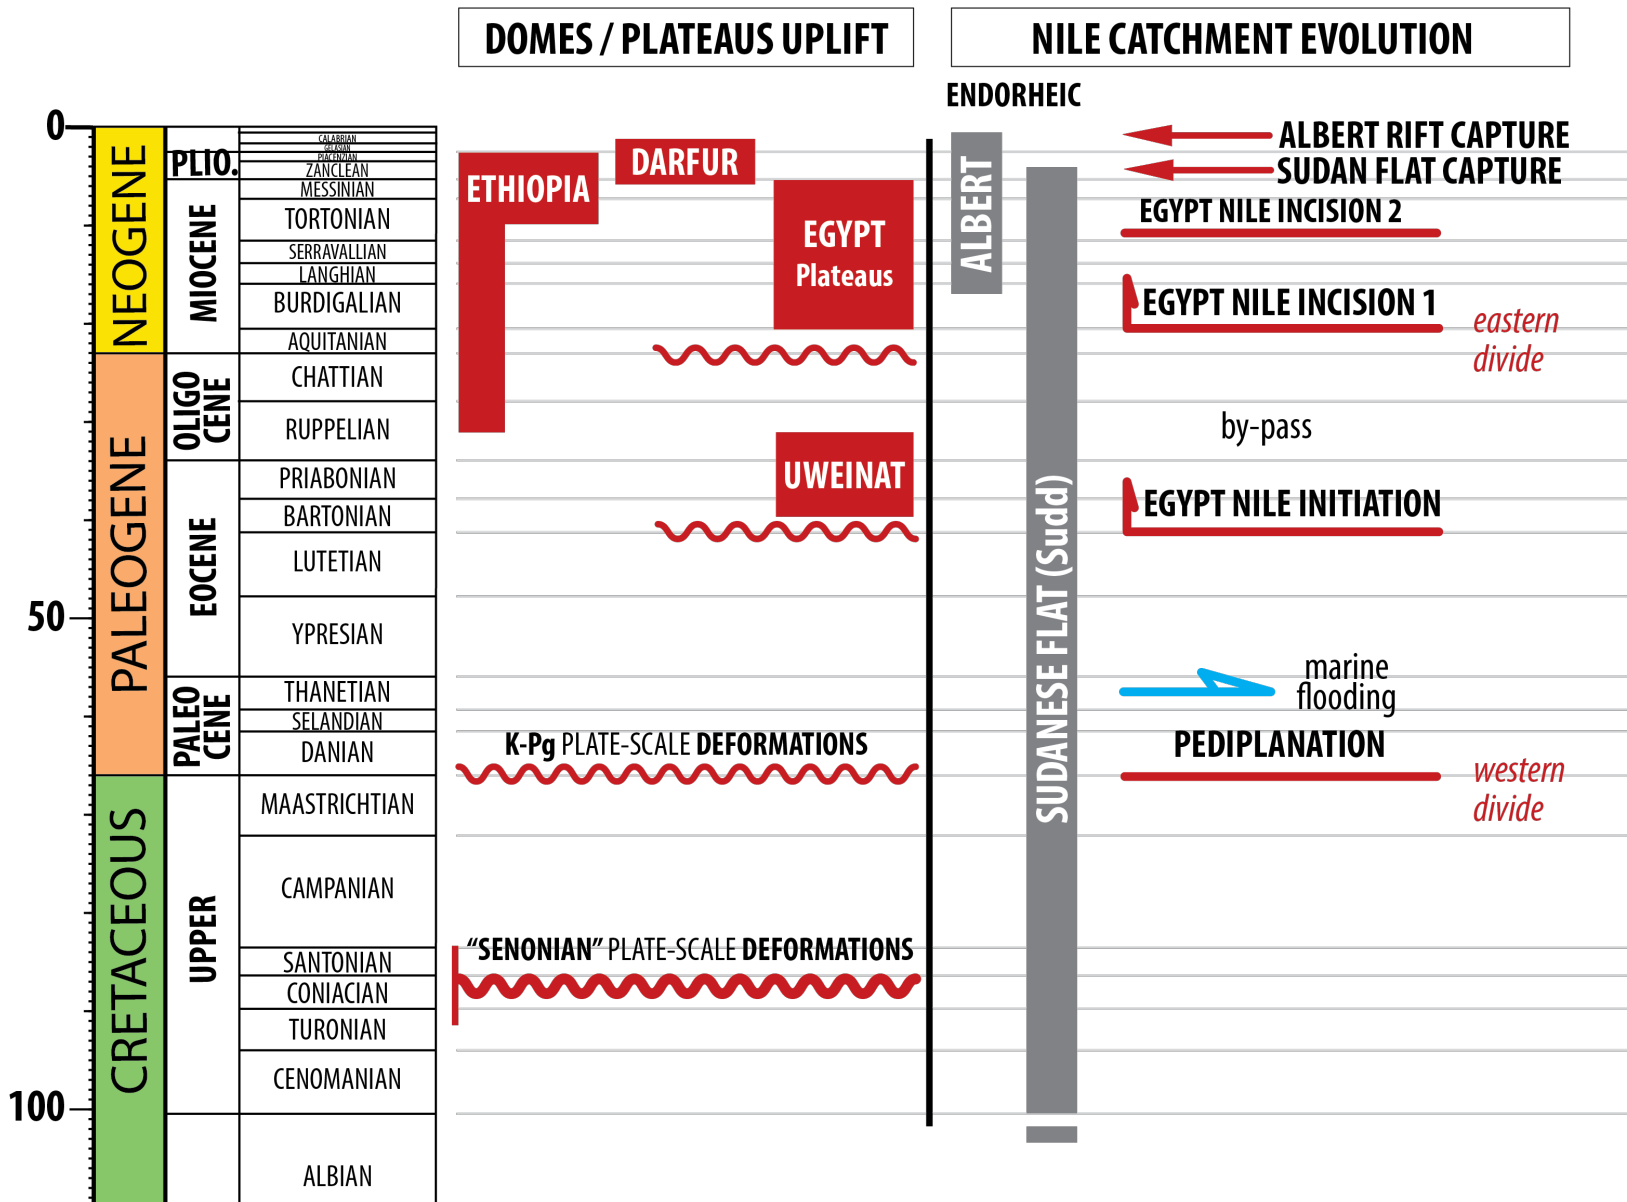 DOMES / PLATEAUS UPLIFT
NILE CATCHMENT EVOLUTION
ENDORHEIC
0
50
100
NEOGENE
PALEOGENE
CRETACEOUS
PLIO.
MIOCENE
OLIGO
CENE
EOCENE
PALEO
CENE
UPPER
CALABRIAN
GELASIAN
PIACENZIAN
ZANCLEAN
MESSINIAN
TORTONIAN
SERRAVALLIAN
LANGHIAN
BURDIGALIAN
AQUITANIAN
CHATTIAN
RUPPELIAN
PRIABONIAN
BARTONIAN
LUTETIAN
YPRESIAN
THANETIAN
SELANDIAN
DANIAN
MAASTRICHTIAN
CAMPANIAN
SANTONIAN
CONIACIAN
TURONIAN
CENOMANIAN
ALBIAN
ETHIOPIA
DARFUR
EGYPT
Plateaus
UWEINAT
K-Pg PLATE-SCALE DEFORMATIONS
“SENONIAN” PLATE-SCALE DEFORMATIONS
ALBERT
SUDANESE FLAT (Sudd)
ALBERT RIFT CAPTURE
SUDAN FLAT CAPTURE
EGYPT NILE INCISION 2
EGYPT NILE INCISION 1
eastern
divide
by-pass
EGYPT NILE INITIATION
marine
flooding
PEDIPLANATION
western
divide